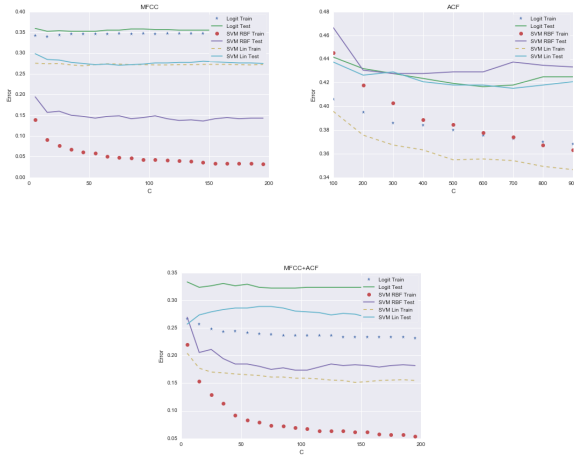 MFCC
0.40
0.35
0.30
0.25
0.20
0.15
0.10
0.05
0.00
Error
0 50 100 150 200
C
Logit Train
Logit Test
SVM RBF Train
SVM RBF Test
SVM Lin Train
SVM Lin Test
ACF
0.48
0.46
0.44
0.42
0.40
0.38
0.36
0.34
Error
100 200 300 400 500 600 700 800 900
C
Logit Train
Logit Test
SVM RBF Train
SVM RBF Test
SVM Lin Train
SVM Lin Test
MFCC+ACF
0.35
0.30
0.25
0.20
0.15
0.10
0.05
Error
0 50 100 150 200
C
Logit Train
Logit Test
SVM RBF Train
SVM RBF Test
SVM Lin Train
SVM Lin Test